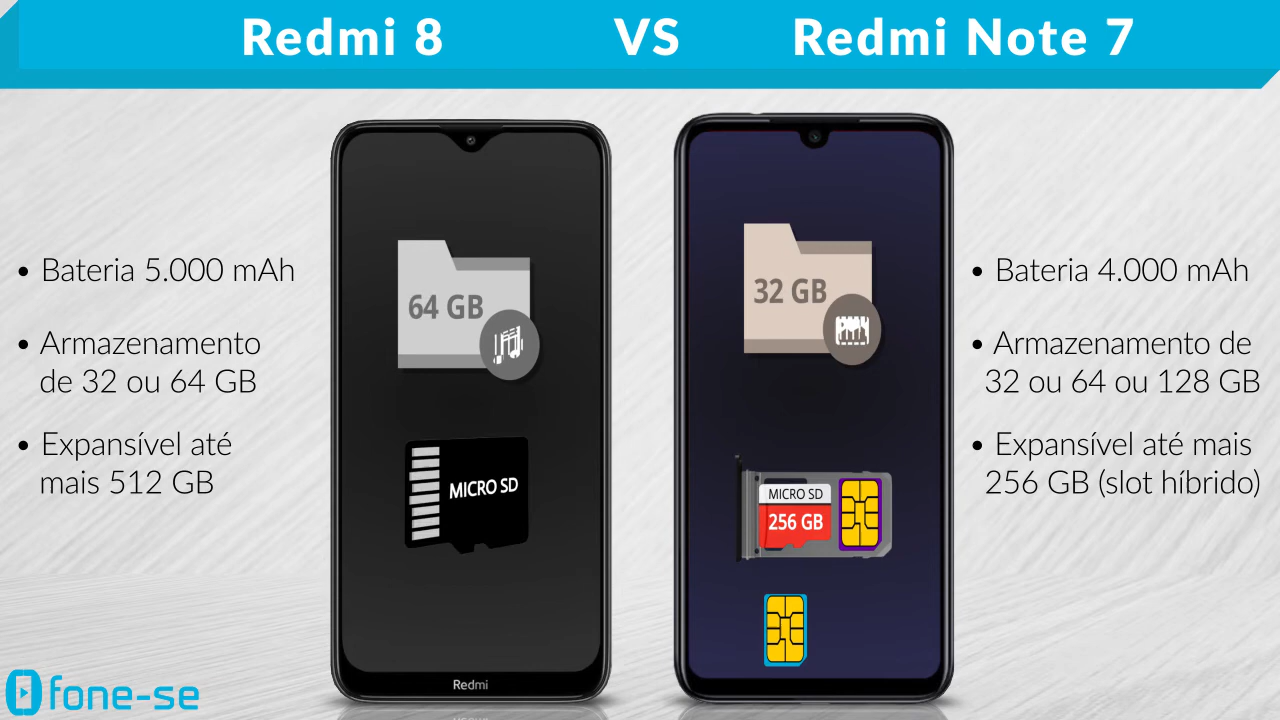 Redmi 8 VS Redmi Note 7
• Bateria 5.000 mAh
• Armazenamento
de 32 ou 64 GB
• Expansível até
mais 512 GB
64 GB
MICRO SD
Redmi
32 GB
MICRO SD
256 GB
• Bateria 4.000 mAh
• Armazenamento de
32 ou 64 ou 128 GB
• Expansível até mais
256 GB (slot híbrido)
fone-se